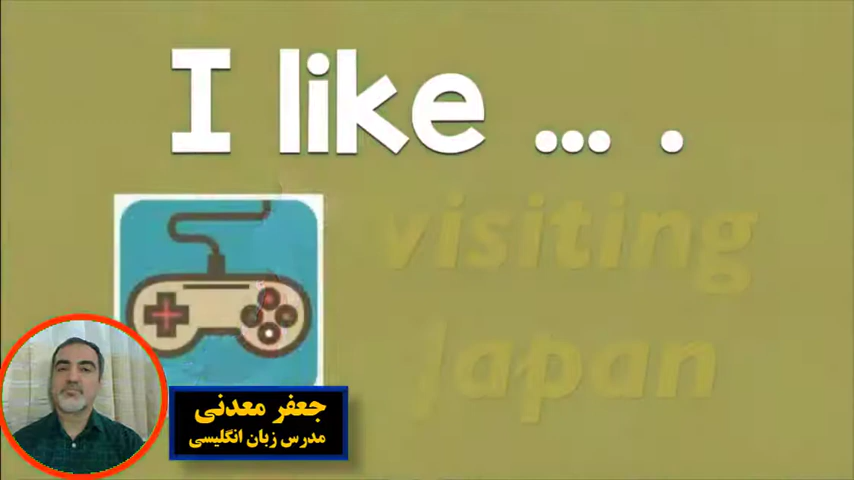 I like ... .
visiting
Japan
جعفر معدنی
مدرس زبان انگلیسی